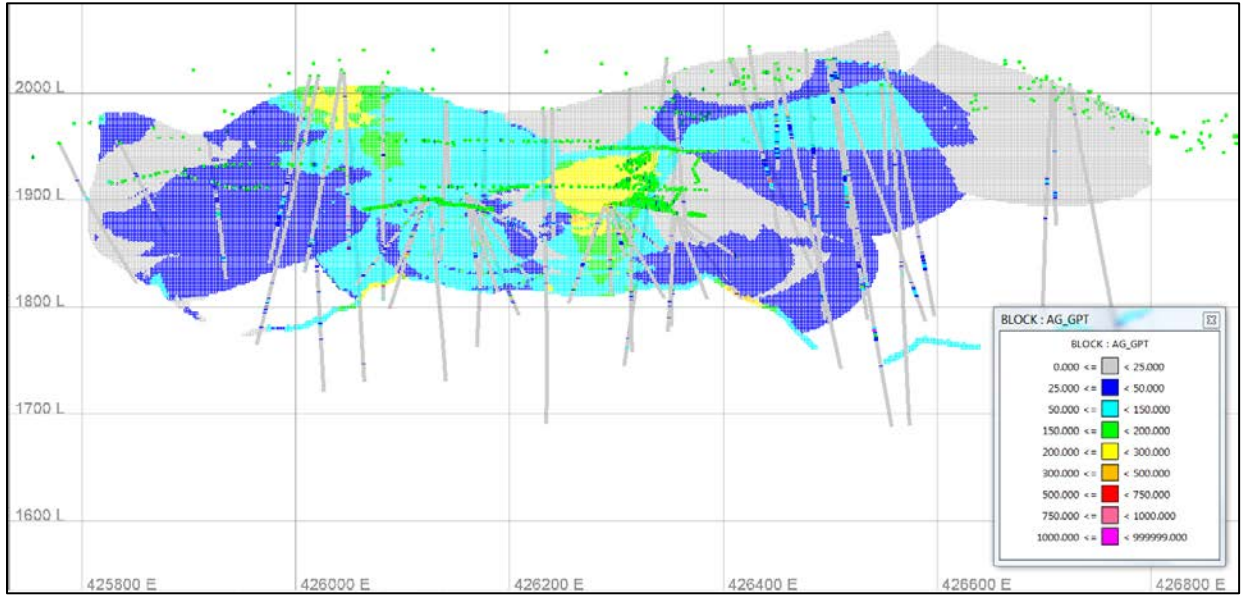 2000 L
1900 L
1800 L
1700 L
1600 L
425800 E
426000 E
426200 E
426400 E
426600 E
426800 E
BLOCK: AG_GPT
BLOCK : AG_GPT
0.000 <= < 25.000
25.000 <= < 50.000
50.000 <= < 150.000
150.000 <= < 200.000
200.000 <= < 300.000
300.000 <= < 500.000
500.000 <= < 750.000
750.000 <= < 1000.000
1000.000 <= < 999999.000